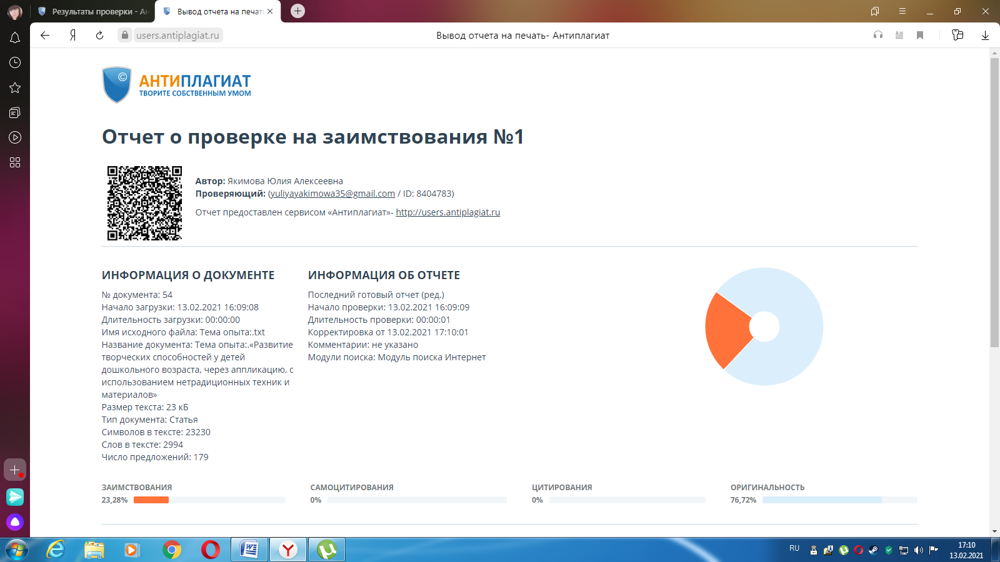 Результаты проверки - Ан
Вывод отчета на печать
users.antiplagiat.ru
Вывод отчета на печать- Антиплагиат
©
АНТИПЛАГИАТ
ТВОРИТЕ СОБСТВЕННЫМ УМОМ
Отчет о проверке на заимствования №1
Автор: Якимова Юлия Алексеевна
Проверяющий: (yuliyayakimowa35@gmail.com / ID: 8404783)
Отчет предоставлен сервисом «Антиплагиат»- http://users.antiplagiat.ru
ИНФОРМАЦИЯ О ДОКУМЕНТЕ
№ документа: 54
Начало загрузки: 13.02.2021 16:09:08
Длительность загрузки: 00:00:00
Имя исходного файла: Тема опыта:.txt
Название документа: Тема опыта:.«Развитие
творческих способностей у детей
дошкольного возраста, через аппликацию, с
использованием нетрадиционных техник и
материалов»
Размер текста: 23 кБ
Тип документа: Статья
Символов в тексте: 23230
Слов в тексте: 2994
Число предложений: 179
ИНФОРМАЦИЯ ОБ ОТЧЕТЕ
Последний готовый отчет (ред.)
Начало проверки: 13.02.2021 16:09:09
Длительность проверки: 00:00:01
Корректировка от 13.02.2021 17:10:01
Комментарии: не указано
Модули поиска: Модуль поиска Интернет
ЗАИМСТВОВАНИЯ
23,28%
САМОЦИТИРОВАНИЯ
0%
ЦИТИРОВАНИЯ
0%
ОРИГИНАЛЬНОСТЬ
76,72%
RU
17:10
13.02.2021